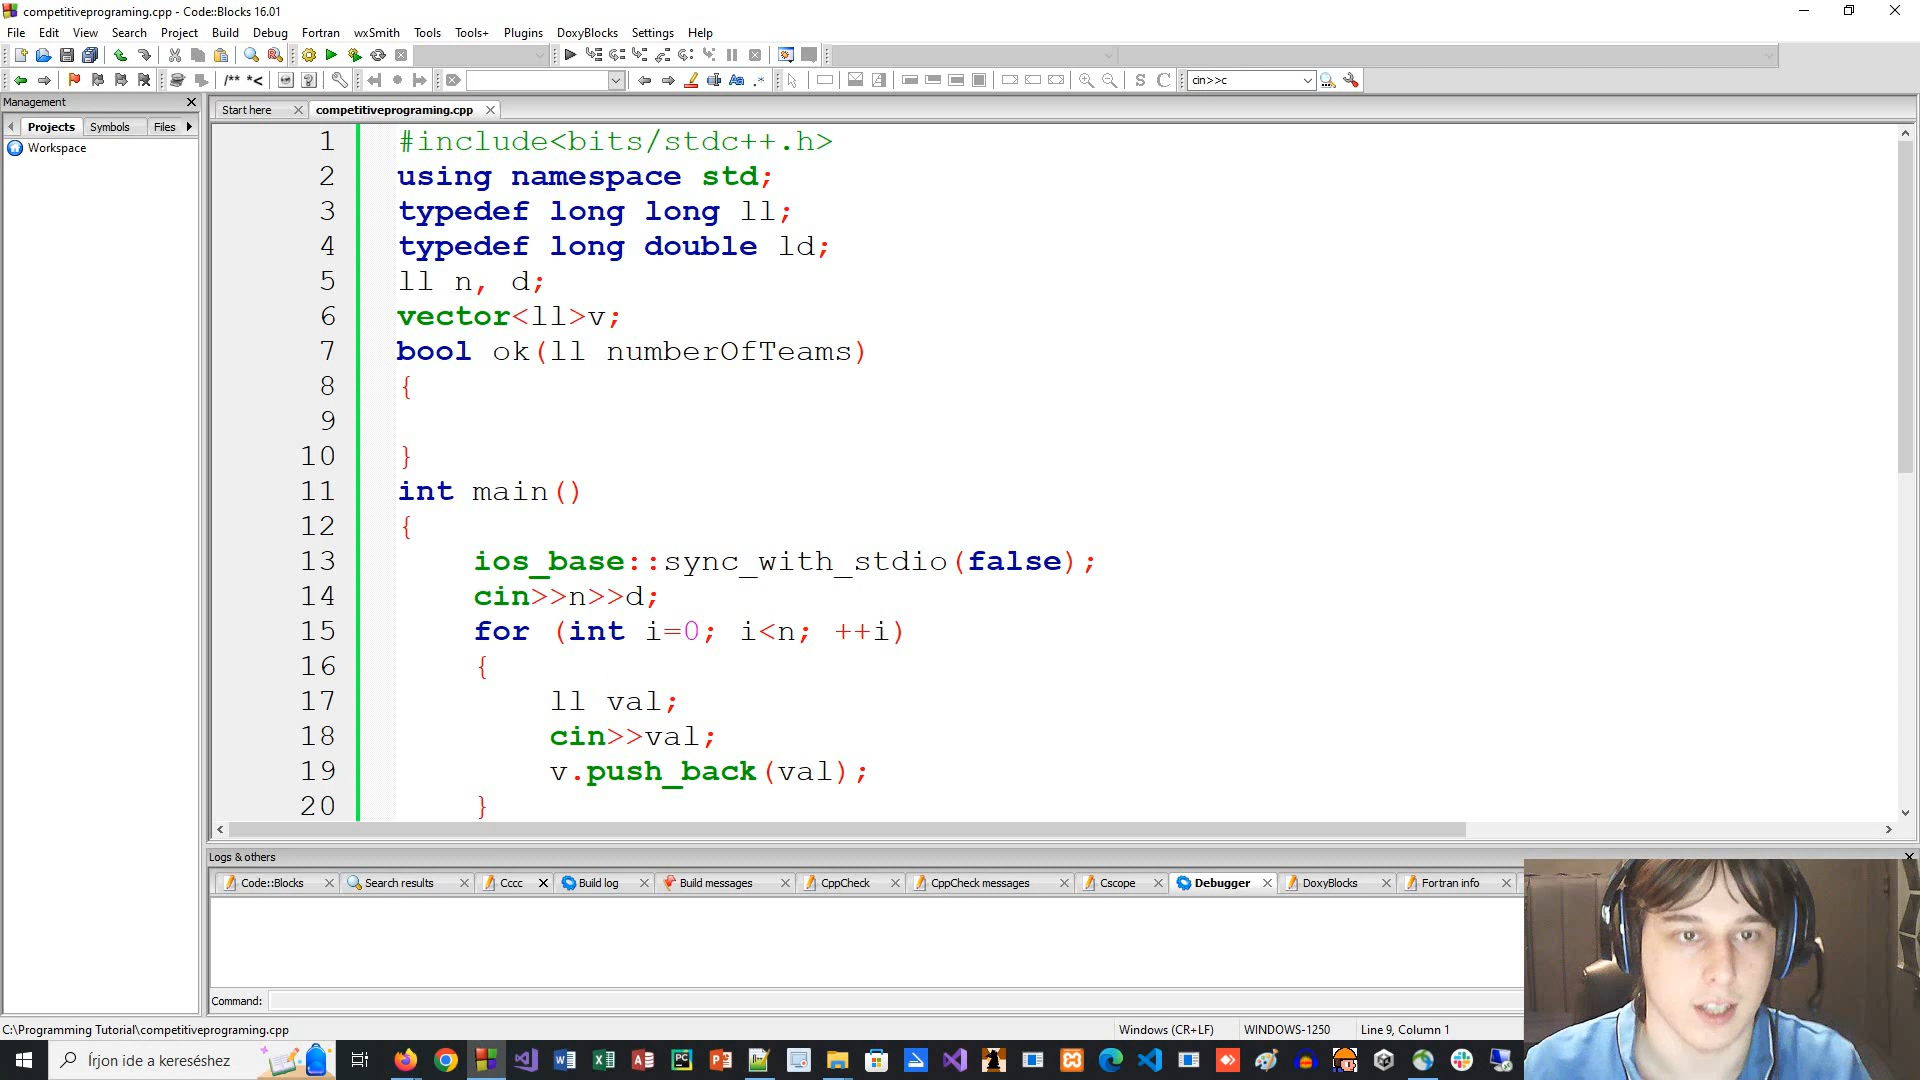 competitiveprograming.cpp - Code::Blocks 16.01
File Edit View Search Project Build Debug Fortran wxSmith Tools Tools+ Plugins DoxyBlocks Settings Help
/** *< Aa .* S C cin>>c
Management
Start here competitiveprograming.cpp
Projects Symbols Files
Workspace
1 #include<bits/stdc++.h>
2 using namespace std;
3 typedef long long ll;
4 typedef long double ld;
5 ll n, d;
6 vector<ll>v;
7 bool ok(ll numberOfTeams)
8 {
9
10 }
11 int main()
12 {
13 ios_base::sync_with_stdio(false);
14 cin>>n>>d;
15 for (int i=0; i<n; ++i)
16 {
17 ll val;
18 cin>>val;
19 v.push_back(val);
20 }
Logs & others
Code::Blocks Search results Cccc Build log Build messages CppCheck CppCheck messages Cscope Debugger DoxyBlocks Fortran info
Command:
C:\Programming Tutorial\competitiveprograming.cpp Windows (CR+LF) WINDOWS-1250 Line 9, Column 1
Írjon ide a kereséshez